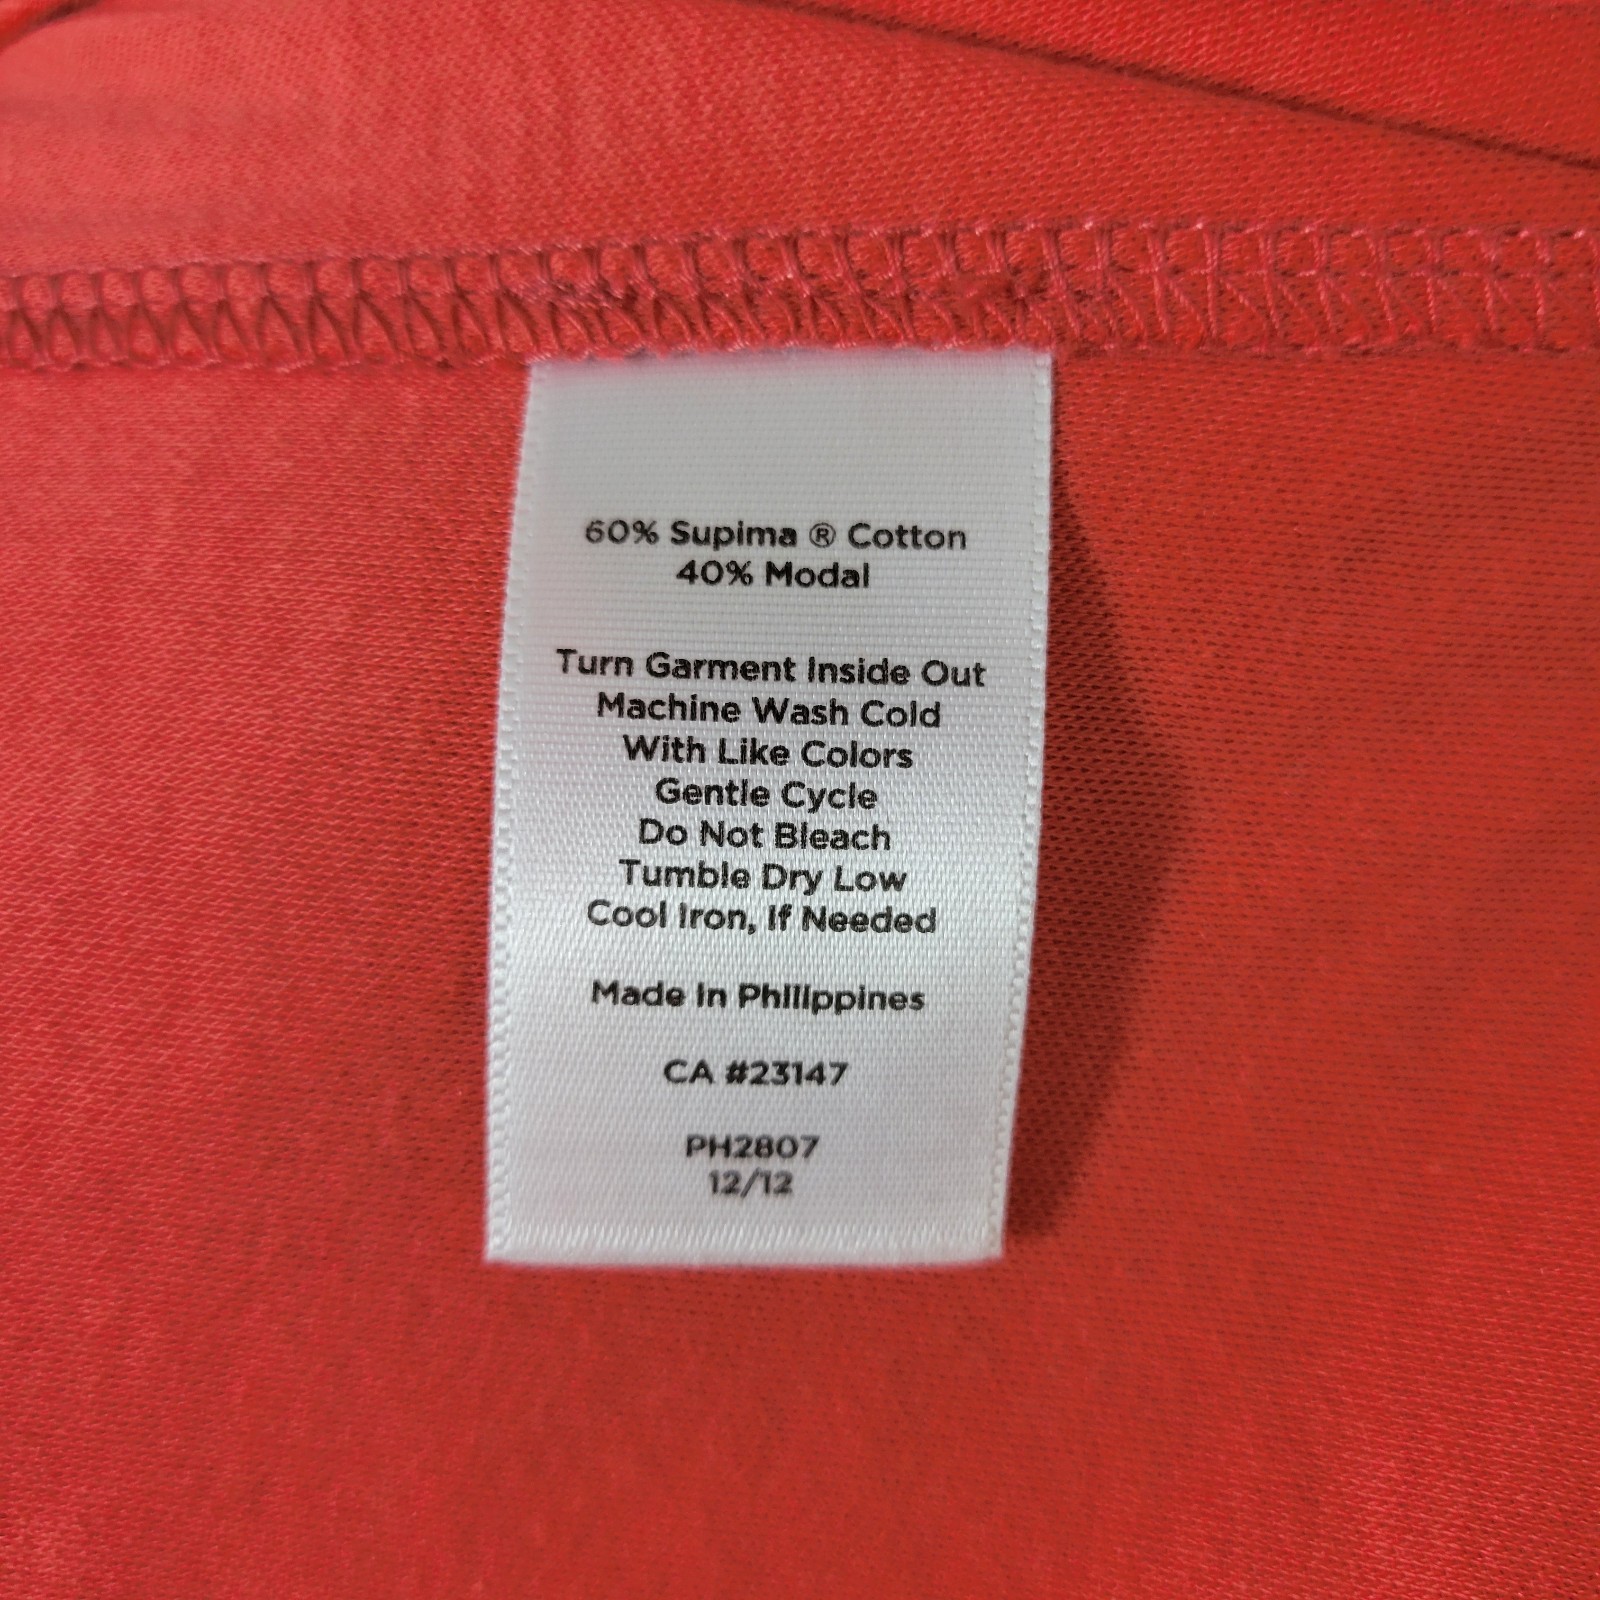 60% Supima ® Cotton
40% Modal
Turn Garment Inside Out
Machine Wash Cold
With Like Colors
Gentle Cycle
Do Not Bleach
Tumble Dry Low
Cool Iron, If Needed
Made In Philippines
CA #23147
PH2807
12/12